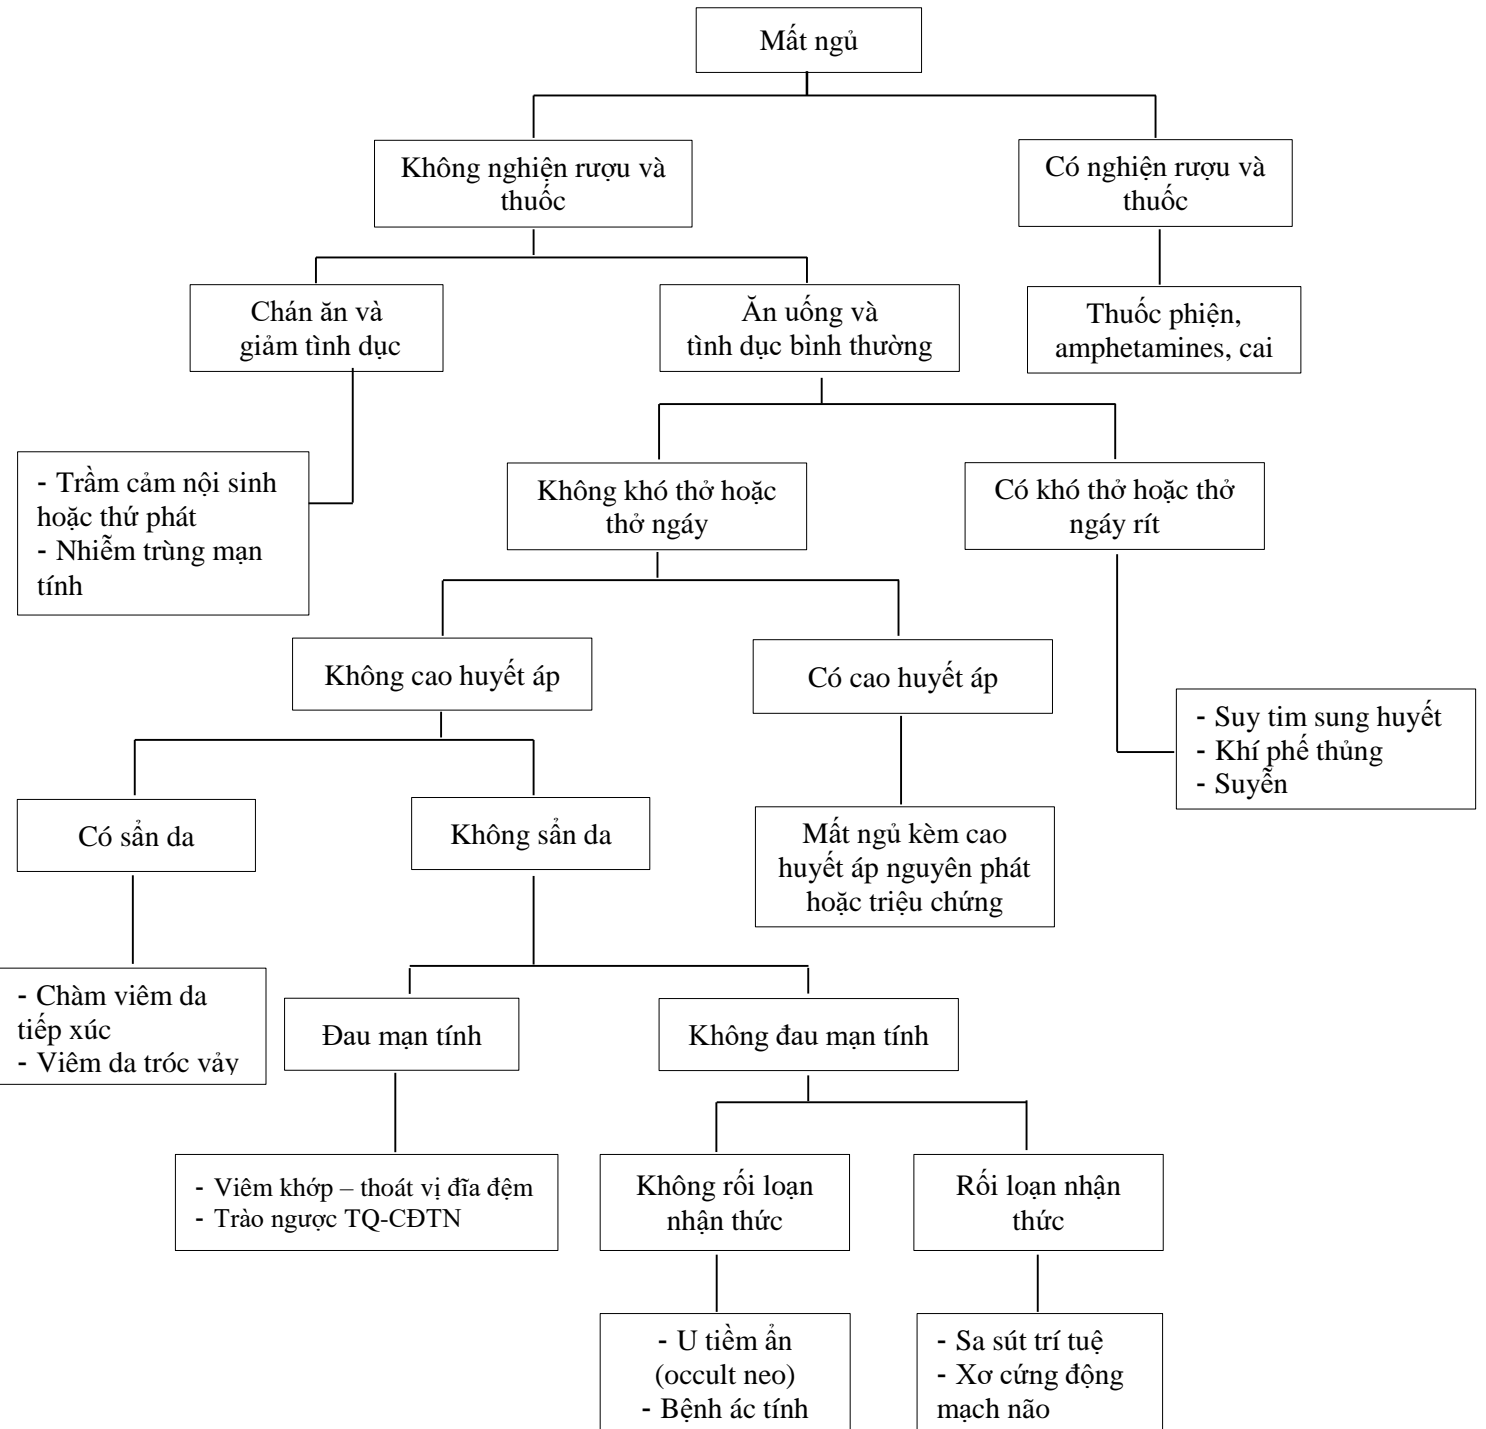 Mất ngủ
Không nghiện rượu và
thuốc
Có nghiện rượu và
thuốc
Chán ăn và
giảm tình dục
Ăn uống và
tình dục bình thường
Thuốc phiện,
amphetamines, cai
- Trầm cảm nội sinh
hoặc thứ phát
- Nhiễm trùng mạn
tính
Không khó thở hoặc
thở ngáy
Có khó thở hoặc thở
ngáy rít
Không cao huyết áp
Có cao huyết áp
- Suy tim sung huyết
- Khí phế thủng
- Suyễn
Có sẩn da
Không sẩn da
Mất ngủ kèm cao
huyết áp nguyên phát
hoặc triệu chứng
- Chàm viêm da
tiếp xúc
- Viêm da tróc vảy
Đau mạn tính
Không đau mạn tính
- Viêm khớp – thoát vị đĩa đệm
- Trào ngược TQ-CĐTN
Không rối loạn
nhận thức
Rối loạn nhận
thức
- U tiềm ẩn
(occult neo)
- Bệnh ác tính
- Sa sút trí tuệ
- Xơ cứng động
mạch não